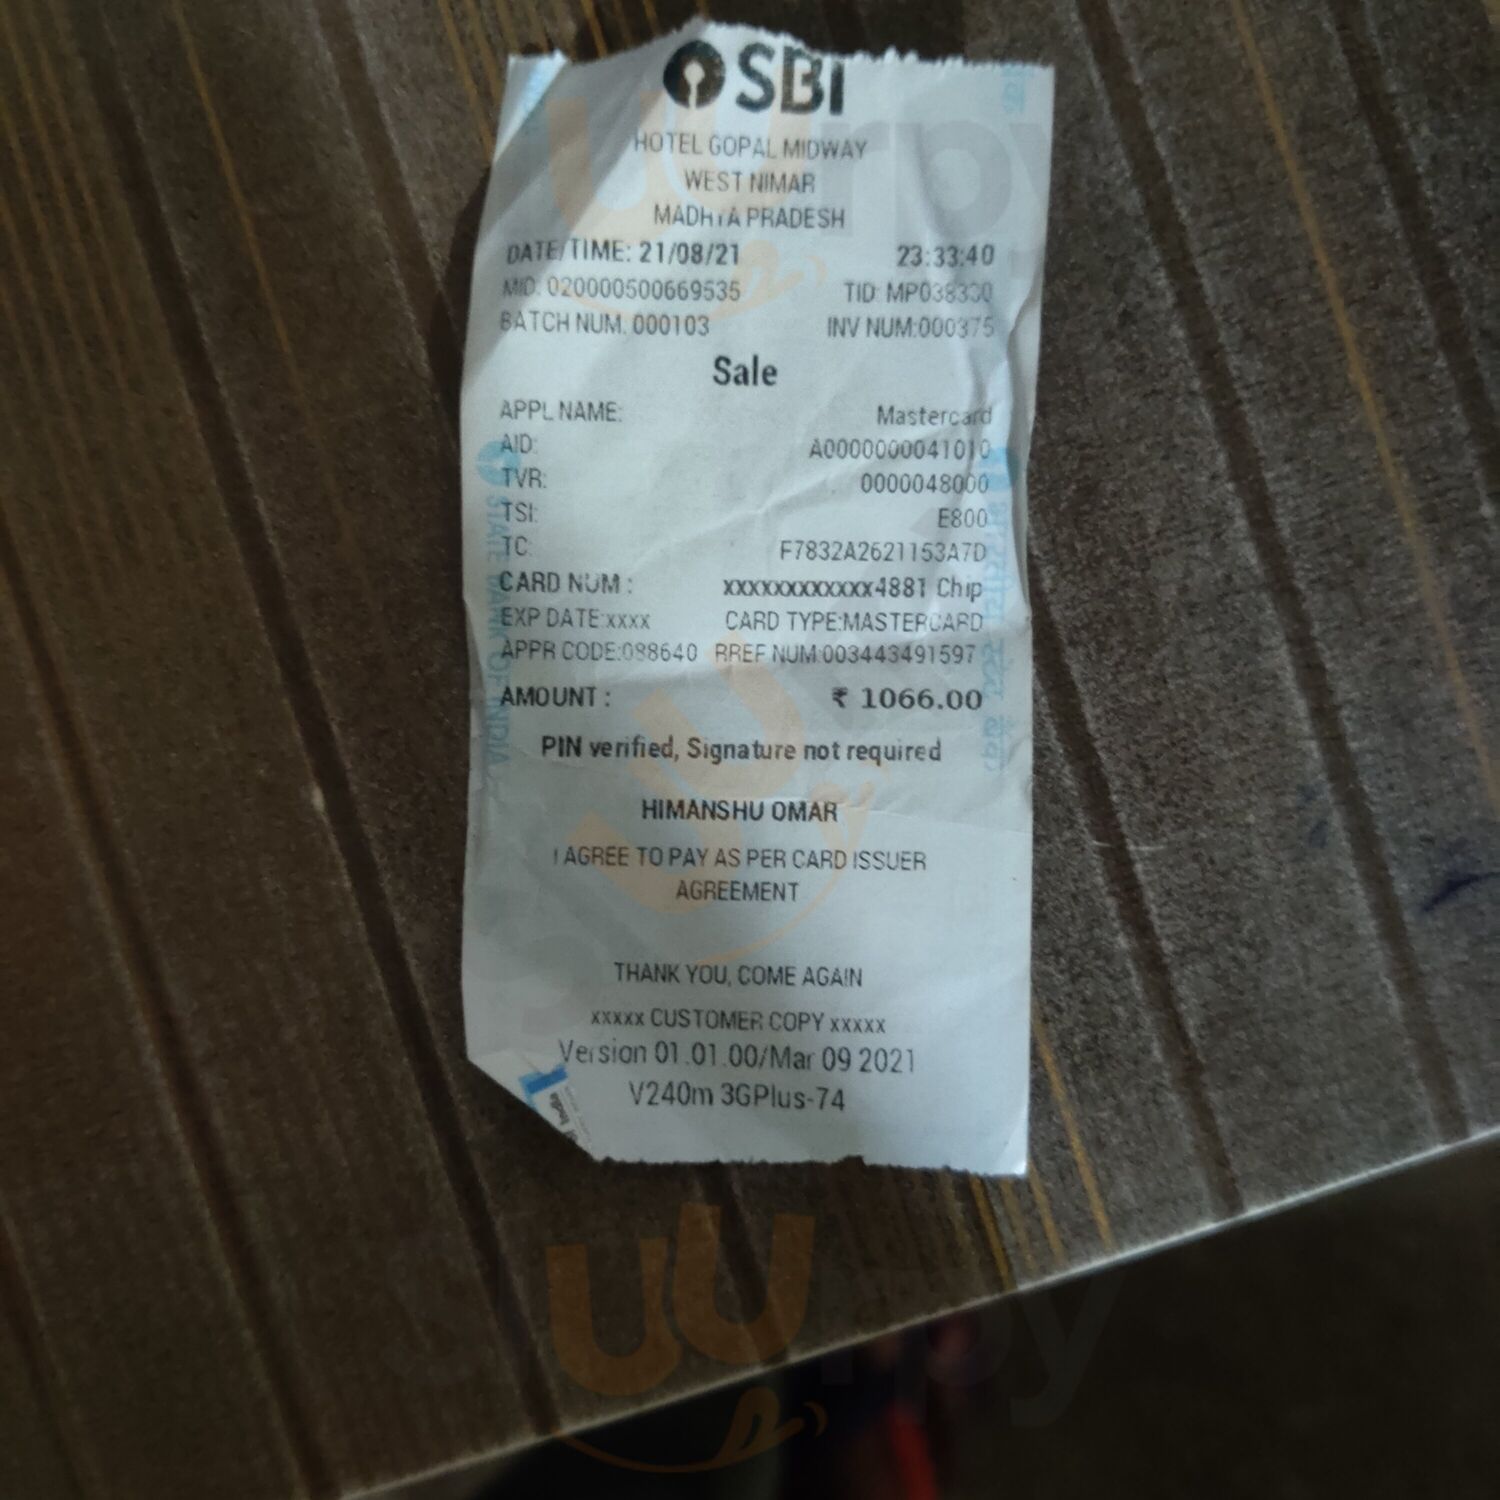 SBI
HOTEL GOPAL MIDWAY
WEST NIMAR
MADHYA PRADESH
DATE/TIME: 21/08/21 23:33:40
MID: 020000500669535 TID: MP038330
BATCH NUM: 000103 INV NUM:000375
Sale
APPL NAME: Mastercard
AID: A0000000041010
TVR: 0000048000
TSI: E800
TC: F7832A2621153A7D
CARD NUM : xxxxxxxxxxxx4881 Chip
EXP DATE:xxxx CARD TYPE:MASTERCARD
APPR CODE:088640 RREF NUM:003443491597
AMOUNT : ₹ 1066.00
PIN verified, Signature not required
HIMANSHU OMAR
I AGREE TO PAY AS PER CARD ISSUER
AGREEMENT
THANK YOU, COME AGAIN
xxxxx CUSTOMER COPY xxxxx
Version 01.01.00/Mar 09 2021
V240m 3GPlus-74
STATE BANK OF INDIA